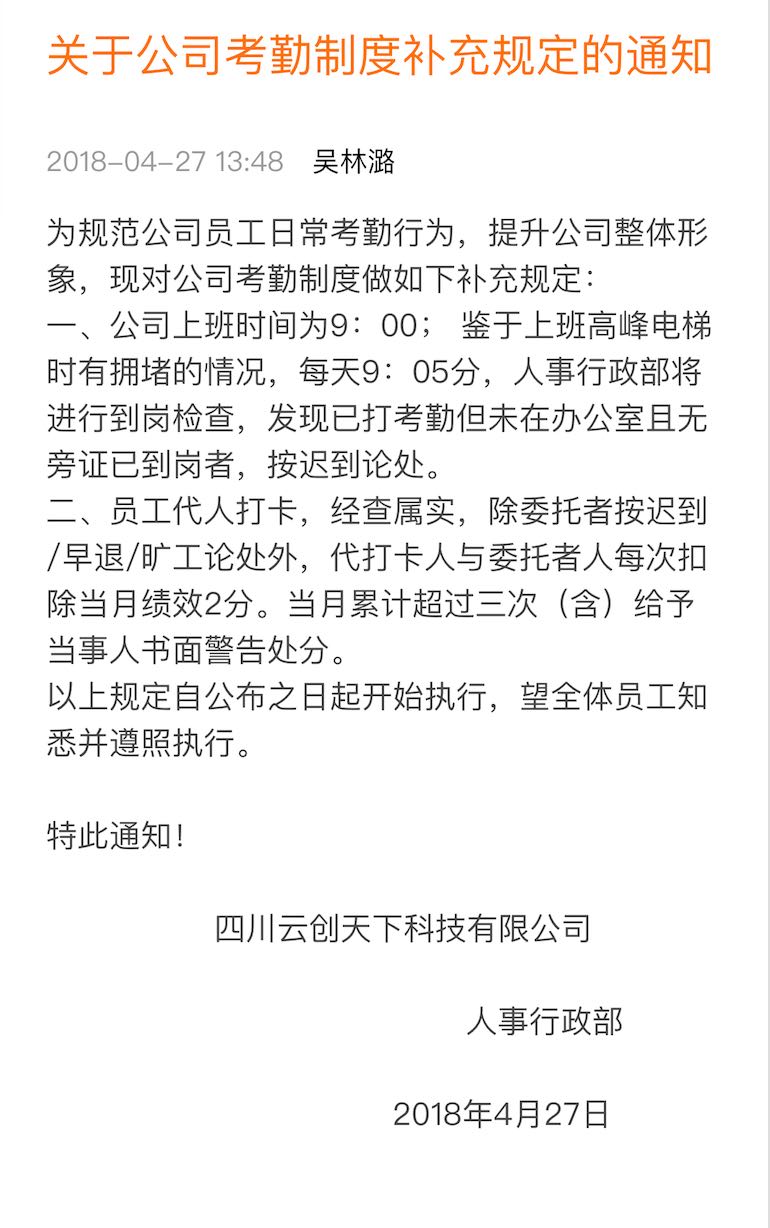 关于公司考勤制度补充规定的通知
2018-04-27 13:48 吴林潞
为规范公司员工日常考勤行为，提升公司整体形
象，现对公司考勤制度做如下补充规定：
一、公司上班时间为9：00； 鉴于上班高峰电梯
时有拥堵的情况，每天9：05分，人事行政部将
进行到岗检查，发现已打考勤但未在办公室且无
旁证已到岗者，按迟到论处。
二、员工代人打卡，经查属实，除委托者按迟到
/早退/旷工论处外，代打卡人与委托者人每次扣
除当月绩效2分。当月累计超过三次（含）给予
当事人书面警告处分。
以上规定自公布之日起开始执行，望全体员工知
悉并遵照执行。
特此通知！
四川云创天下科技有限公司
人事行政部
2018年4月27日